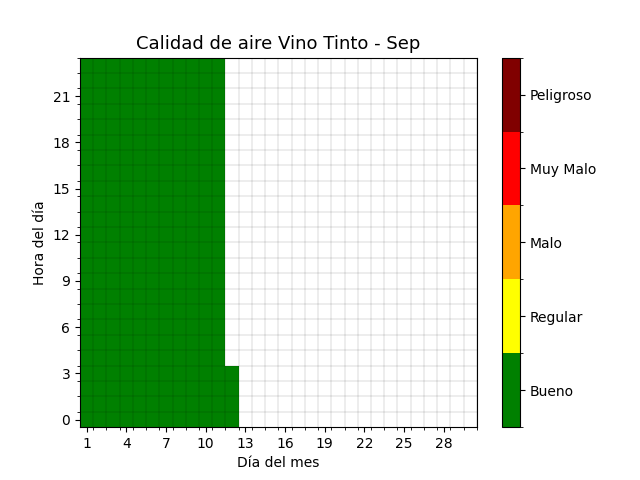 Calidad de aire Vino Tinto - Sep
Hora del día
21
18
15
12
9
6
3
0
1 4 7 10 13 16 19 22 25 28
Día del mes
Peligroso
Muy Malo
Malo
Regular
Bueno